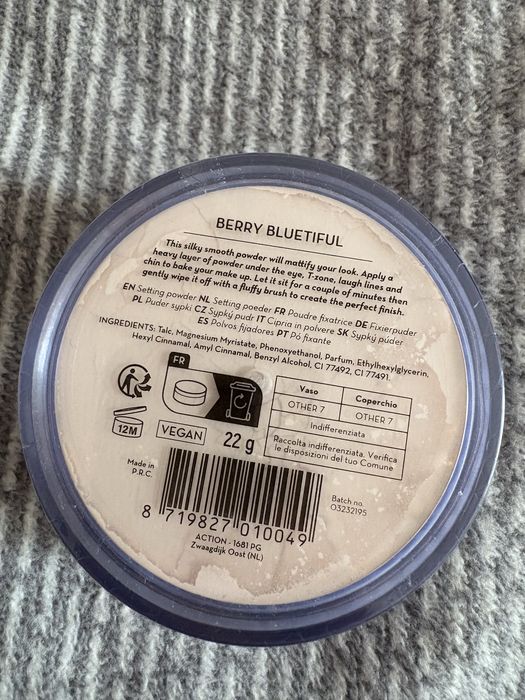 BERRY BLUETIFUL
This silky smooth powder will mattify your look. Apply a
heavy layer of powder under the eye, T-zone, laugh lines and
chin to bake your make up. Let it sit for a couple of minutes then
gently wipe it off with a fluffy brush to create the perfect finish.
EN Setting powder NL Setting poeder FR Poudre fixatrice DE Fixierpuder
PL Puder sypki CZ Sypký pudr IT Cipria in polvere SK Sypký púder
ES Polvos fijadores PT Pó fixante
INGREDIENTS: Talc, Magnesium Myristate, Phenoxyethanol, Parfum, Ethylhexylglycerin,
Hexyl Cinnamal, Amyl Cinnamal, Benzyl Alcohol, CI 77492, CI 77491.
FR
Vaso Coperchio
OTHER 7 OTHER 7
Indifferenziata
Raccolta indifferenziata. Verifica
le disposizioni del tuo Comune
12M
VEGAN
22 g
Made in
P.R.C.
Batch no.
03232195
8 719827 010049
ACTION - 1681 PG
Zwaagdijk Oost (NL)